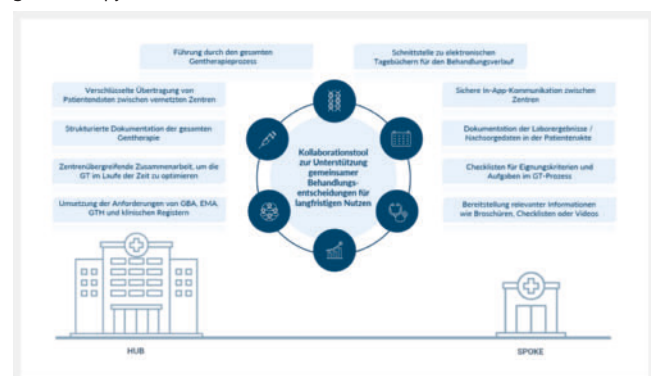 Führung durch den gesamten
Gentherapieprozess
Schnittstelle zu elektronischen
Tagebüchern für den Behandlungsverlauf
Verschlüsselte Übertragung von
Patientendaten zwischen vernetzten Zentren
Sichere In-App-Kommunikation zwischen
Zentren
Strukturierte Dokumentation der gesamten
Gentherapie
Dokumentation der Laborergebnisse /
Nachsorgedaten in der Patientenakte
Zentrenübergreifende Zusammenarbeit, um die
GT im Laufe der Zeit zu optimieren
Checklisten für Eignungskriterien und
Aufgaben im GT-Prozess
Umsetzung der Anforderungen von GBA, EMA,
GTH und klinischen Registern
Bereitstellung relevanter Informationen
wie Broschüren, Checklisten oder Videos
Kollaborationstool
zur Unterstützung
gemeinsamer
Behandlungs-
entscheidungen für
langfristigen Nutzen
HUB
SPOKE